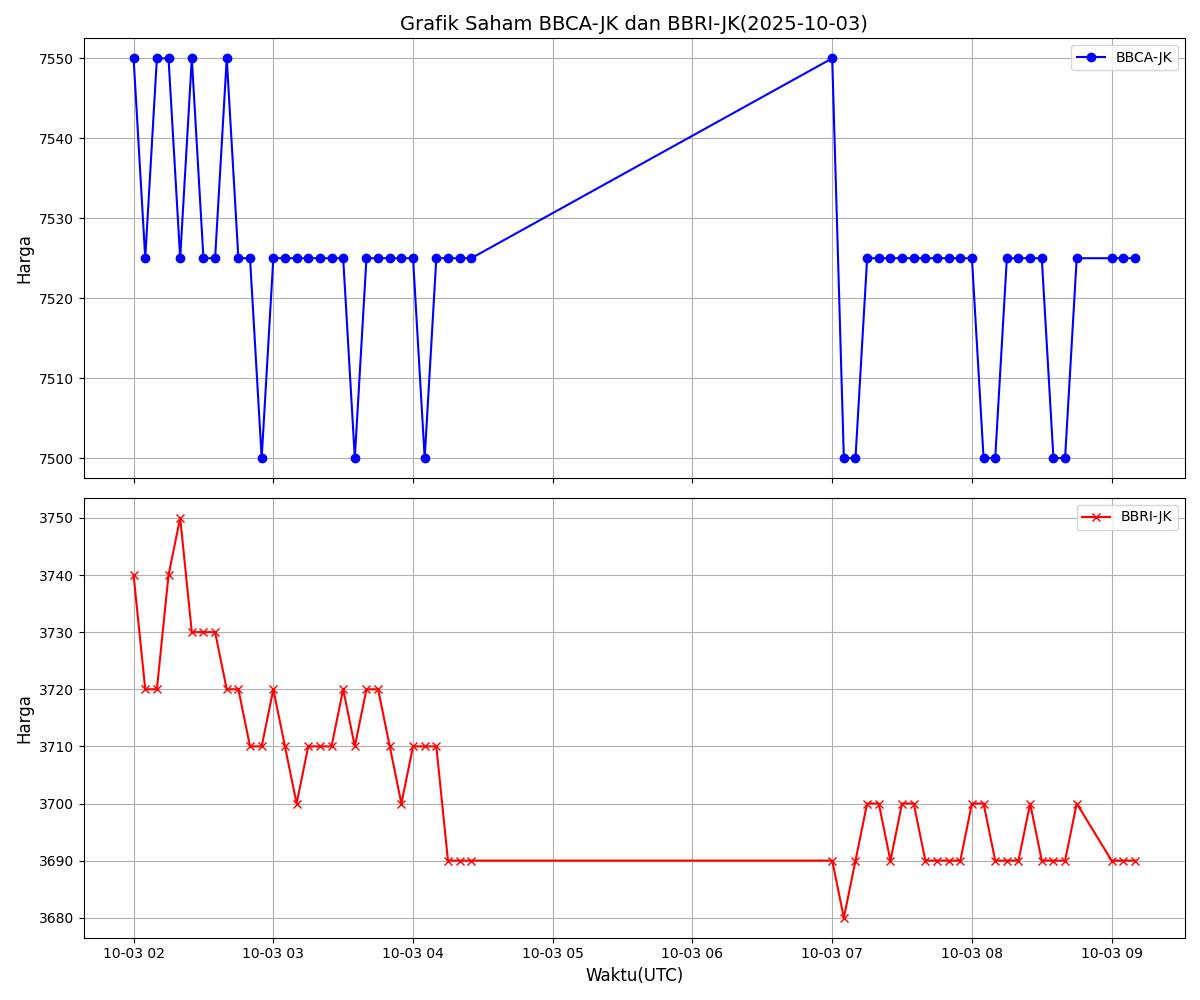 Grafik Saham BBCA-JK dan BBRI-JK(2025-10-03)
BBCA-JK
Harga
7550
7540
7530
7520
7510
7500
BBRI-JK
Harga
3750
3740
3730
3720
3710
3700
3690
3680
10-03 02 10-03 03 10-03 04 10-03 05 10-03 06 10-03 07 10-03 08 10-03 09
Waktu(UTC)